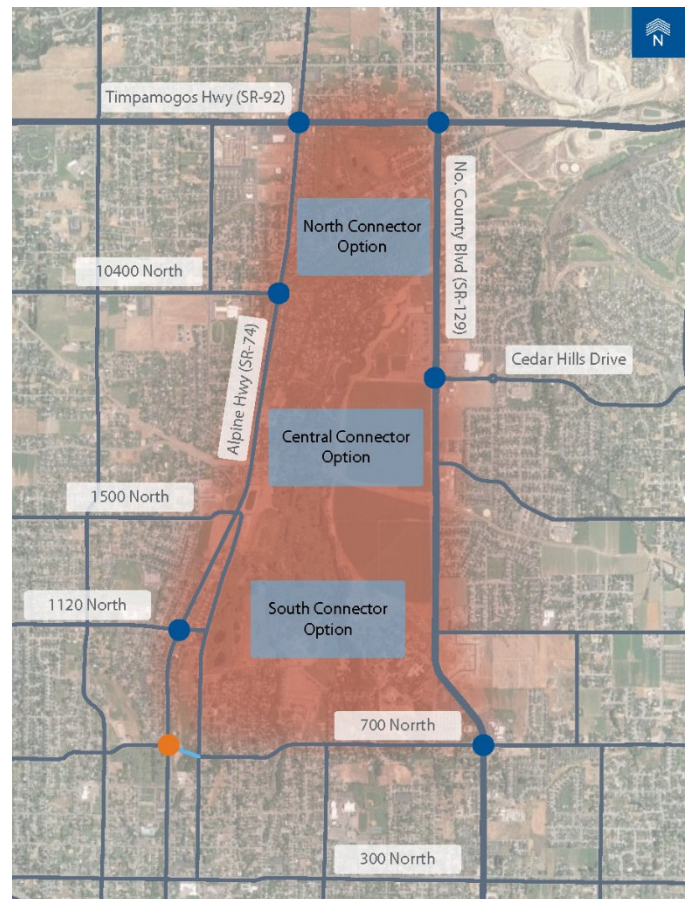 N
Timpamogos Hwy (SR-92)
North Connector
Option
No. County Blvd (SR-129)
10400 North
Alpine Hwy (SR-74)
Cedar Hills Drive
Central Connector
Option
1500 North
1120 North
South Connector
Option
700 Norrth
300 Norrth